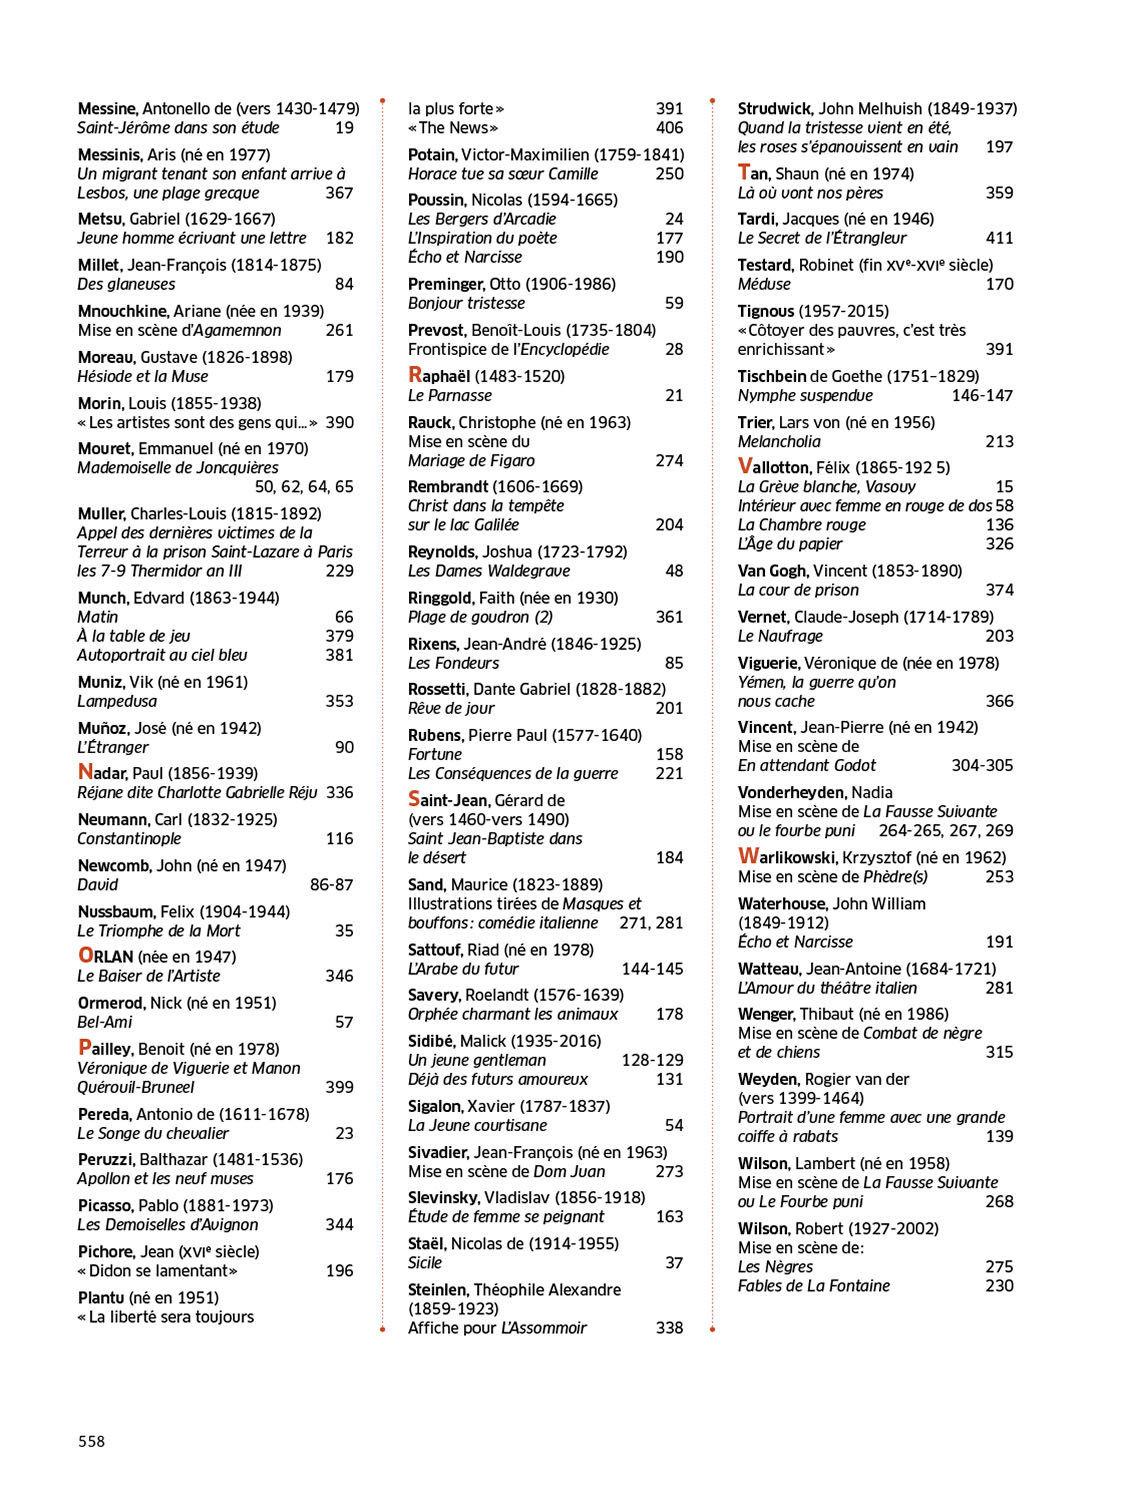 Messine, Antonello de (vers 1430-1479)
Saint-Jérôme dans son étude 19
Messinis, Aris (né en 1977)
Un migrant tenant son enfant arrive à
Lesbos, une plage grecque 367
Metsu, Gabriel (1629-1667)
Jeune homme écrivant une lettre 182
Millet, Jean-François (1814-1875)
Des glaneuses 84
Mnouchkine, Ariane (née en 1939)
Mise en scène d'Agamemnon 261
Moreau, Gustave (1826-1898)
Hésiode et la Muse 179
Morin, Louis (1855-1938)
« Les artistes sont des gens qui... » 390
Mouret, Emmanuel (né en 1970)
Mademoiselle de Joncquières
50, 62, 64, 65
Muller, Charles-Louis (1815-1892)
Appel des dernières victimes de la
Terreur à la prison Saint-Lazare à Paris
les 7-9 Thermidor an III 229
Munch, Edvard (1863-1944)
Matin 66
À la table de jeu 379
Autoportrait au ciel bleu 381
Muniz, Vik (né en 1961)
Lampedusa 353
Muñoz, José (né en 1942)
L'Étranger 90
Nadar, Paul (1856-1939)
Réjane dite Charlotte Gabrielle Réju 336
Neumann, Carl (1832-1925)
Constantinople 116
Newcomb, John (né en 1947)
David 86-87
Nussbaum, Felix (1904-1944)
Le Triomphe de la Mort 35
ORLAN (née en 1947)
Le Baiser de l'Artiste 346
Ormerod, Nick (né en 1951)
Bel-Ami 57
Pailley, Benoit (né en 1978)
Véronique de Viguerie et Manon
Quérouil-Bruneel 399
Pereda, Antonio de (1611-1678)
Le Songe du chevalier 23
Peruzzi, Balthazar (1481-1536)
Apollon et les neuf muses 176
Picasso, Pablo (1881-1973)
Les Demoiselles d'Avignon 344
Pichore, Jean (XVIe siècle)
« Didon se lamentant» 196
Plantu (né en 1951)
« La liberté sera toujours
la plus forte » 391
« The News» 406
Potain, Victor-Maximilien (1759-1841)
Horace tue sa sœur Camille 250
Poussin, Nicolas (1594-1665)
Les Bergers d'Arcadie 24
L'Inspiration du poète 177
Écho et Narcisse 190
Preminger, Otto (1906-1986)
Bonjour tristesse 59
Prevost, Benoît-Louis (1735-1804)
Frontispice de l'Encyclopédie 28
Raphaël (1483-1520)
Le Parnasse 21
Rauck, Christophe (né en 1963)
Mise en scène du
Mariage de Figaro 274
Rembrandt (1606-1669)
Christ dans la tempête
sur le lac Galilée 204
Reynolds, Joshua (1723-1792)
Les Dames Waldegrave 48
Ringgold, Faith (née en 1930)
Plage de goudron (2) 361
Rixens, Jean-André (1846-1925)
Les Fondeurs 85
Rossetti, Dante Gabriel (1828-1882)
Rêve de jour 201
Rubens, Pierre Paul (1577-1640)
Fortune 158
Les Conséquences de la guerre 221
Saint-Jean, Gérard de
(vers 1460-vers 1490)
Saint Jean-Baptiste dans
le désert 184
Sand, Maurice (1823-1889)
Illustrations tirées de Masques et
bouffons : comédie italienne 271, 281
Sattouf, Riad (né en 1978)
L'Arabe du futur 144-145
Savery, Roelandt (1576-1639)
Orphée charmant les animaux 178
Sidibé, Malick (1935-2016)
Un jeune gentleman 128-129
Déjà des futurs amoureux 131
Sigalon, Xavier (1787-1837)
La Jeune courtisane 54
Sivadier, Jean-François (né en 1963)
Mise en scène de Dom Juan 273
Slevinsky, Vladislav (1856-1918)
Étude de femme se peignant 163
Staël, Nicolas de (1914-1955)
Sicile 37
Steinlen, Théophile Alexandre
(1859-1923)
Affiche pour L'Assommoir 338
Strudwick, John Melhuish (1849-1937)
Quand la tristesse vient en été,
les roses s'épanouissent en vain 197
Tan, Shaun (né en 1974)
Là où vont nos pères 359
Tardi, Jacques (né en 1946)
Le Secret de l'Étrangleur 411
Testard, Robinet (fin XVe-XVIe siècle)
Méduse 170
Tignous (1957-2015)
« Côtoyer des pauvres, c'est très
enrichissant » 391
Tischbein de Goethe (1751–1829)
Nymphe suspendue 146-147
Trier, Lars von (né en 1956)
Melancholia 213
Vallotton, Félix (1865-192 5)
La Grève blanche, Vasouy 15
Intérieur avec femme en rouge de dos 58
La Chambre rouge 136
L'Âge du papier 326
Van Gogh, Vincent (1853-1890)
La cour de prison 374
Vernet, Claude-Joseph (1714-1789)
Le Naufrage 203
Viguerie, Véronique de (née en 1978)
Yémen, la guerre qu'on
nous cache 366
Vincent, Jean-Pierre (né en 1942)
Mise en scène de
En attendant Godot 304-305
Vonderheyden, Nadia
Mise en scène de La Fausse Suivante
ou le fourbe puni 264-265, 267, 269
Warlikowski, Krzysztof (né en 1962)
Mise en scène de Phèdre(s) 253
Waterhouse, John William
(1849-1912)
Écho et Narcisse 191
Watteau, Jean-Antoine (1684-1721)
L'Amour du théâtre italien 281
Wenger, Thibaut (né en 1986)
Mise en scène de Combat de nègre
et de chiens 315
Weyden, Rogier van der
(vers 1399-1464)
Portrait d'une femme avec une grande
coiffe à rabats 139
Wilson, Lambert (né en 1958)
Mise en scène de La Fausse Suivante
ou Le Fourbe puni 268
Wilson, Robert (1927-2002)
Mise en scène de:
Les Nègres 275
Fables de La Fontaine 230
558